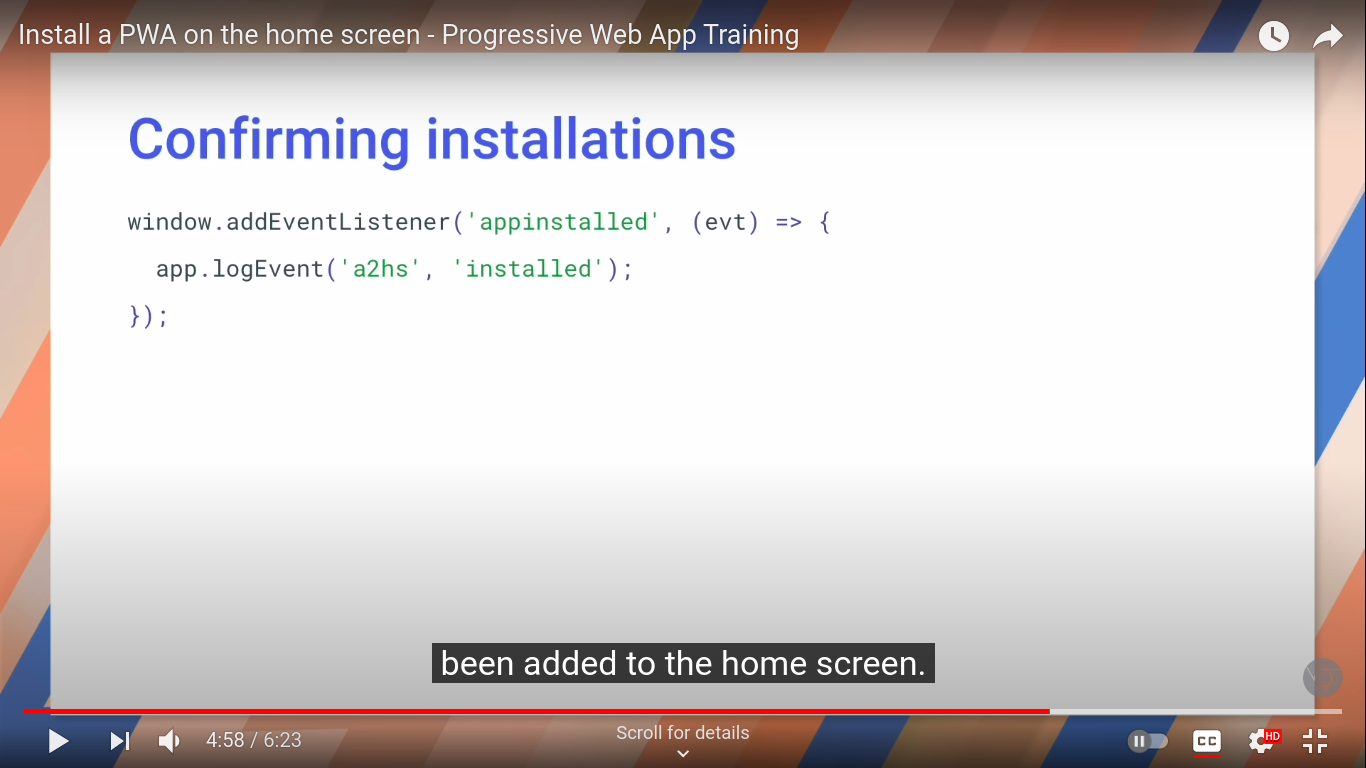 Install a PWA on the home screen - Progressive Web App Training
Confirming installations
window.addEventListener('appinstalled', (evt) => {
  app.logEvent('a2hs', 'installed');
});
been added to the home screen.
4:58 / 6:23
Scroll for details
CC
HD